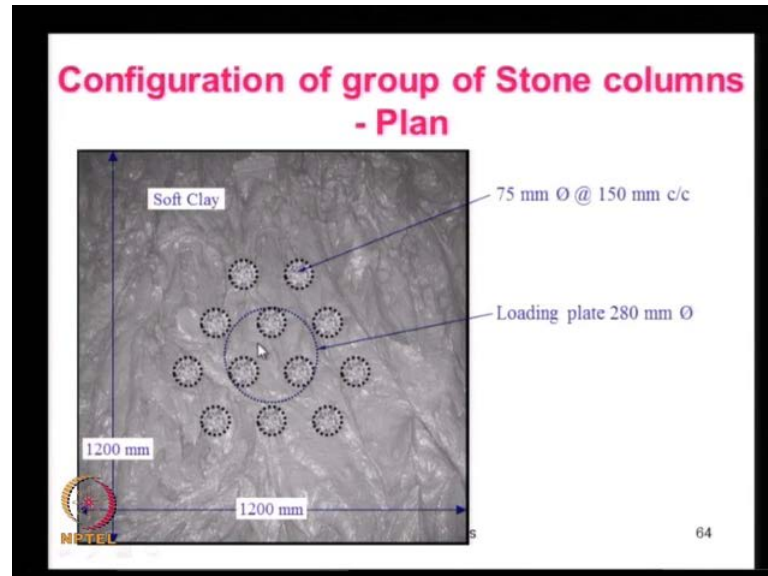 Configuration of group of Stone columns
- Plan
Soft Clay
75 mm Ø @ 150 mm c/c
Loading plate 280 mm Ø
1200 mm
1200 mm
NPTEL
s
64